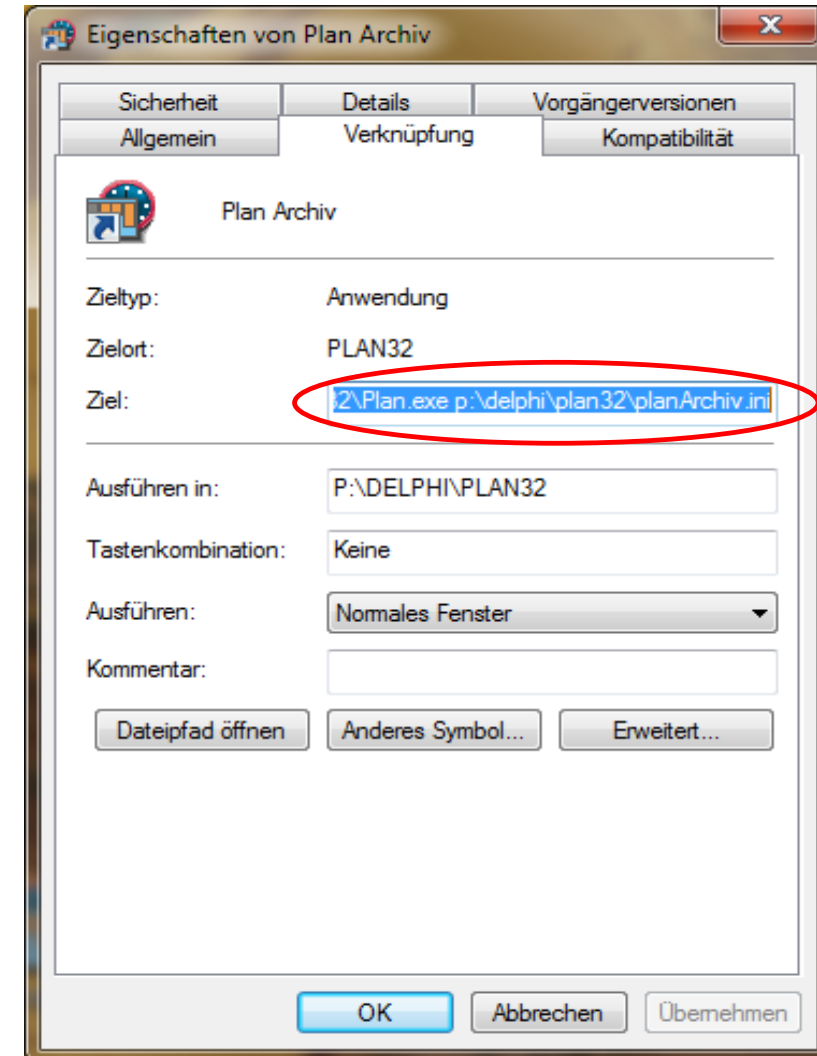 Eigenschaften von Plan Archiv
Sicherheit Details Vorgängerversionen
Allgemein Verknüpfung Kompatibilität
Plan Archiv
Zieltyp: Anwendung
Zielort: PLAN32
Ziel: 32\Plan.exe p:\delphi\plan32\planArchiv.ini
Ausführen in: P:\DELPHI\PLAN32
Tastenkombination: Keine
Ausführen: Normales Fenster
Kommentar:
Dateipfad öffnen Anderes Symbol... Erweitert...
OK Abbrechen Übernehmen